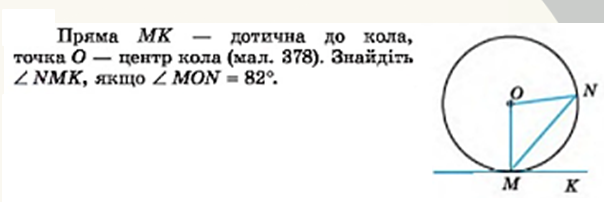 Пряма MK — дотична до кола,
точка O — центр кола (мал. 378). Знайдіть
∠ NMK, якщо ∠ MON = 82°.
O
N
M
K